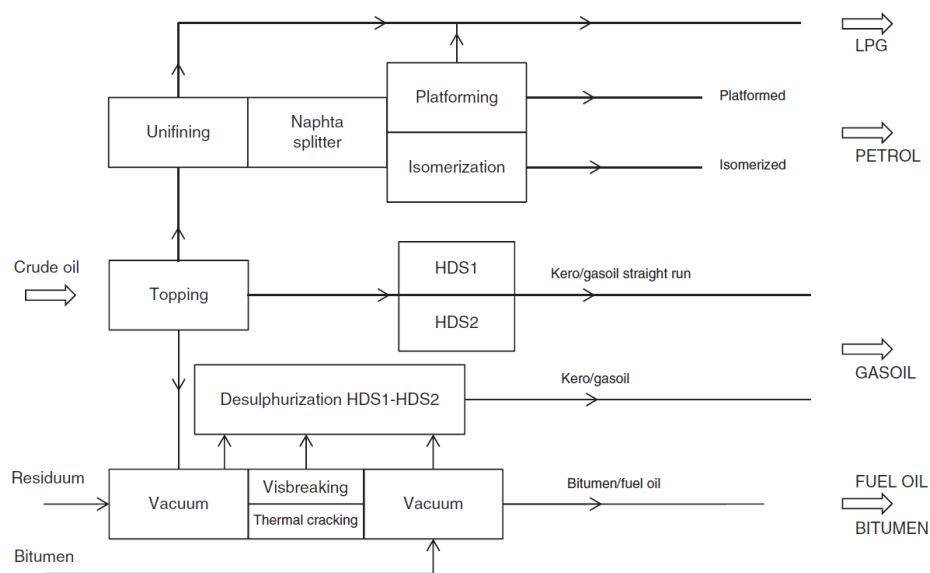 LPG
Platforming
Platformed
Unifining
Naphta
splitter
PETROL
Isomerization
Isomerized
Crude oil
HDS1
Kero/gasoil straight run
Topping
HDS2
GASOIL
Kero/gasoil
Desulphurization HDS1-HDS2
Residuum
Vacuum
Visbreaking
Thermal cracking
Vacuum
Bitumen/fuel oil
FUEL OIL
BITUMEN
Bitumen